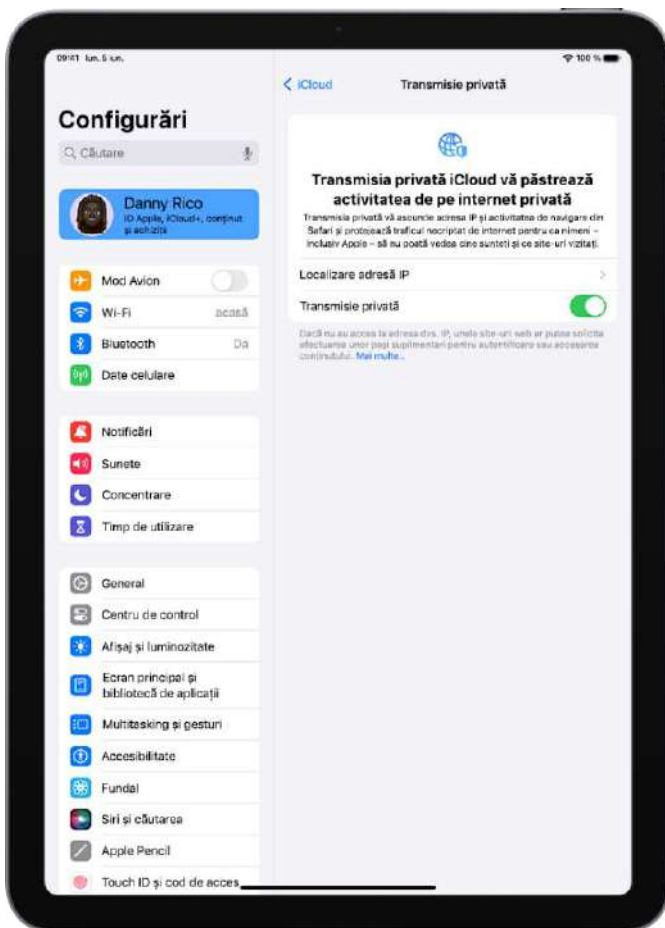 09:41 lun. 5 iun.
100 %
iCloud
Transmisie privată
Configurări
Căutare
Danny Rico
ID Apple, iCloud+, conținut
și achiziții
Mod Avion
Wi-Fi
acasă
Bluetooth
Da
Date celulare
Notificări
Sunete
Concentrare
Timp de utilizare
General
Centru de control
Afișaj și luminozitate
Ecran principal și
bibliotecă de aplicații
Multitasking și gesturi
Accesibilitate
Fundal
Siri și căutarea
Apple Pencil
Touch ID și cod de acces
Transmisia privată iCloud vă păstrează
activitatea de pe internet privată
Transmisia privată vă ascunde adresa IP și activitatea de navigare din
Safari și protejează traficul necriptat de internet pentru ca nimeni –
inclusiv Apple – să nu poată vedea cine sunteți și ce site-uri vizitați.
Localizare adresă IP
Transmisie privată
Dacă nu au acces la adresa dvs. IP, unele site-uri web ar putea solicita
efectuarea unor pași suplimentari pentru autentificare sau accesarea
conținutului. Mai multe...